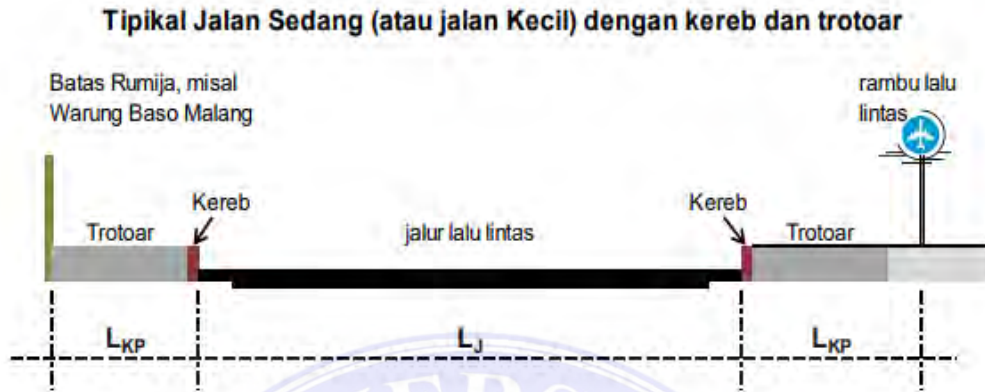 Tipikal Jalan Sedang (atau jalan Kecil) dengan kereb dan trotoar
Batas Rumija, misal
Warung Baso Malang
rambu lalu
lintas
Kereb
Kereb
Trotoar
jalur lalu lintas
Trotoar
LKP
LJ
LKP